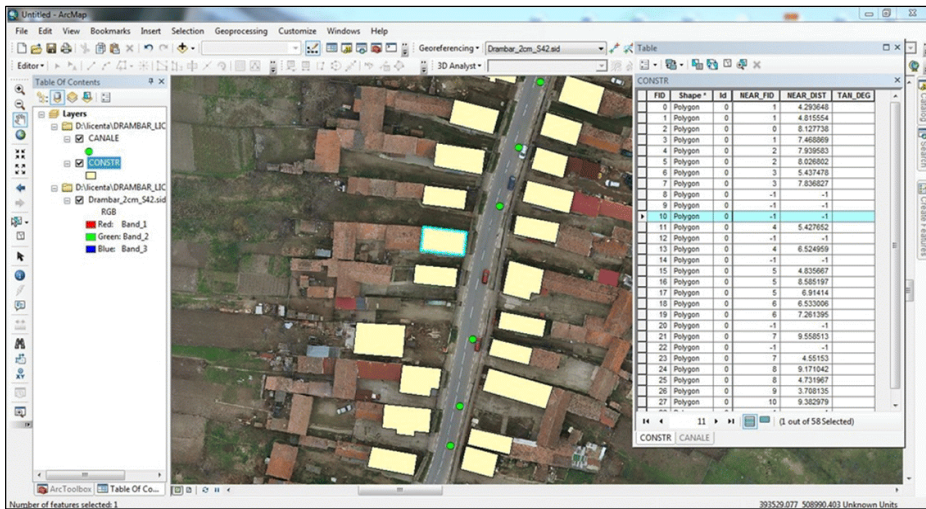 Untitled - ArcMap
File Edit View Bookmarks Insert Selection Geoprocessing Customize Windows Help
Georeferencing Drambar_2cm_S42.sid
Editor 3D Analyst
Table Of Contents
Layers
D:\licenta\DRAMBAR_LIC
CANALE
CONSTR
D:\licenta\DRAMBAR_LIC
Drambar_2cm_S42.sid
RGB
Red: Band_1
Green: Band_2
Blue: Band_3
ArcToolbox Table Of Co...
Table
CONSTR
FID Shape * Id NEAR_FID NEAR_DIST TAN_DEG
0 Polygon 0 1 4.293648
1 Polygon 0 1 4.815554
2 Polygon 0 0 8.127738
3 Polygon 0 1 7.468869
4 Polygon 0 2 7.939583
5 Polygon 0 2 8.026802
6 Polygon 0 3 5.437478
7 Polygon 0 3 7.836827
8 Polygon 0 -1 -1
9 Polygon 0 -1 -1
10 Polygon 0 -1 -1
11 Polygon 0 4 5.427652
12 Polygon 0 -1 -1
13 Polygon 0 4 6.524959
14 Polygon 0 -1 -1
15 Polygon 0 5 4.835667
16 Polygon 0 5 8.585197
17 Polygon 0 5 6.91414
18 Polygon 0 6 6.533006
19 Polygon 0 6 7.261395
20 Polygon 0 -1 -1
21 Polygon 0 7 9.558513
22 Polygon 0 -1 -1
23 Polygon 0 7 4.55153
24 Polygon 0 8 9.171042
25 Polygon 0 8 4.731967
26 Polygon 0 9 3.708135
27 Polygon 0 10 9.382979
11 (1 out of 58 Selected)
CONSTR CANALE
Catalog
Search
Create Features
Number of features selected: 1
393529.077 508990.403 Unknown Units